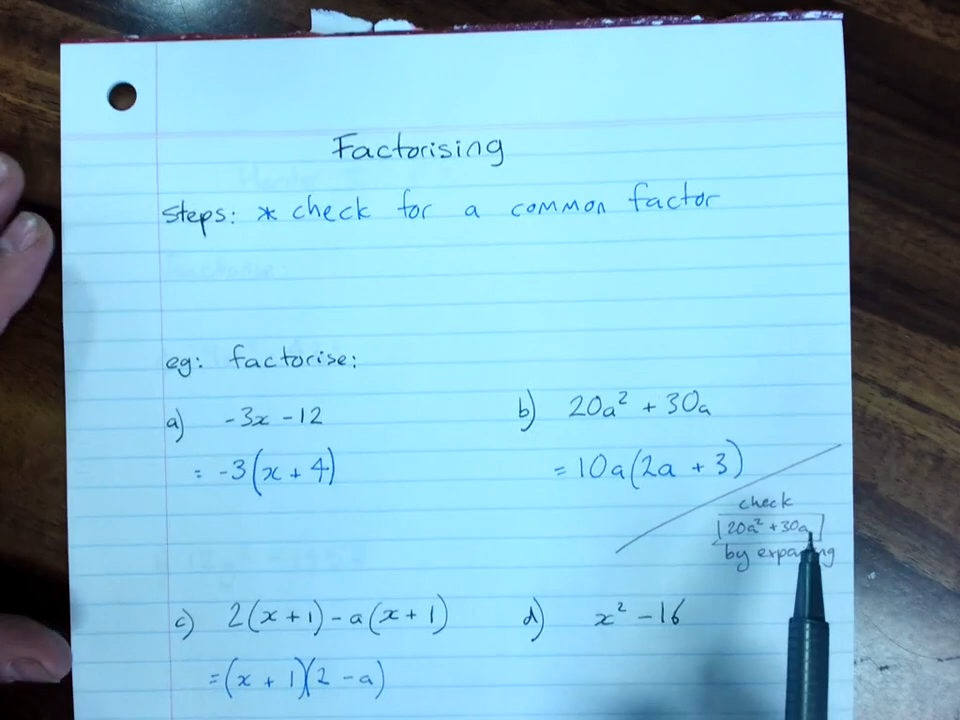 Factorising
Steps: * check for a common factor
eg: factorise:
a) -3x -12
= -3(x + 4)
b) 20a² + 30a
= 10a(2a + 3)
check
20a² + 30a
by
c) 2(x + 1) - a(x + 1)
= (x + 1)(2 - a)
d) x² - 16